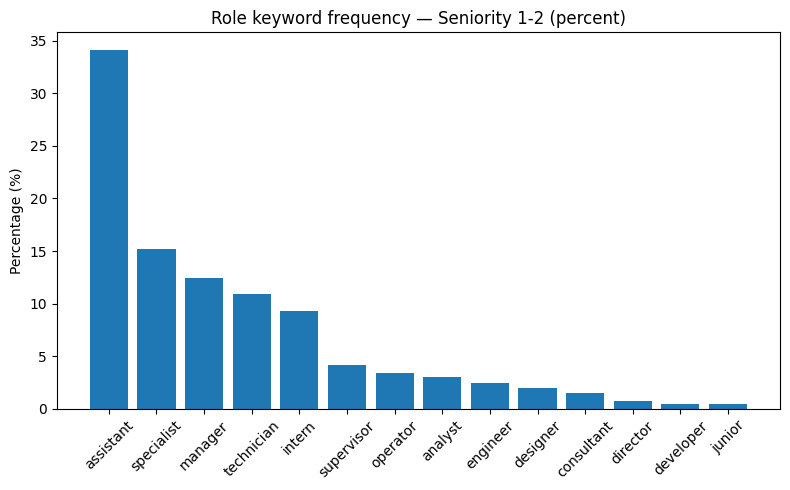 Role keyword frequency — Seniority 1-2 (percent)
Percentage (%)
35
30
25
20
15
10
5
0
assistant
specialist
manager
technician
intern
supervisor
operator
analyst
engineer
designer
consultant
director
developer
junior